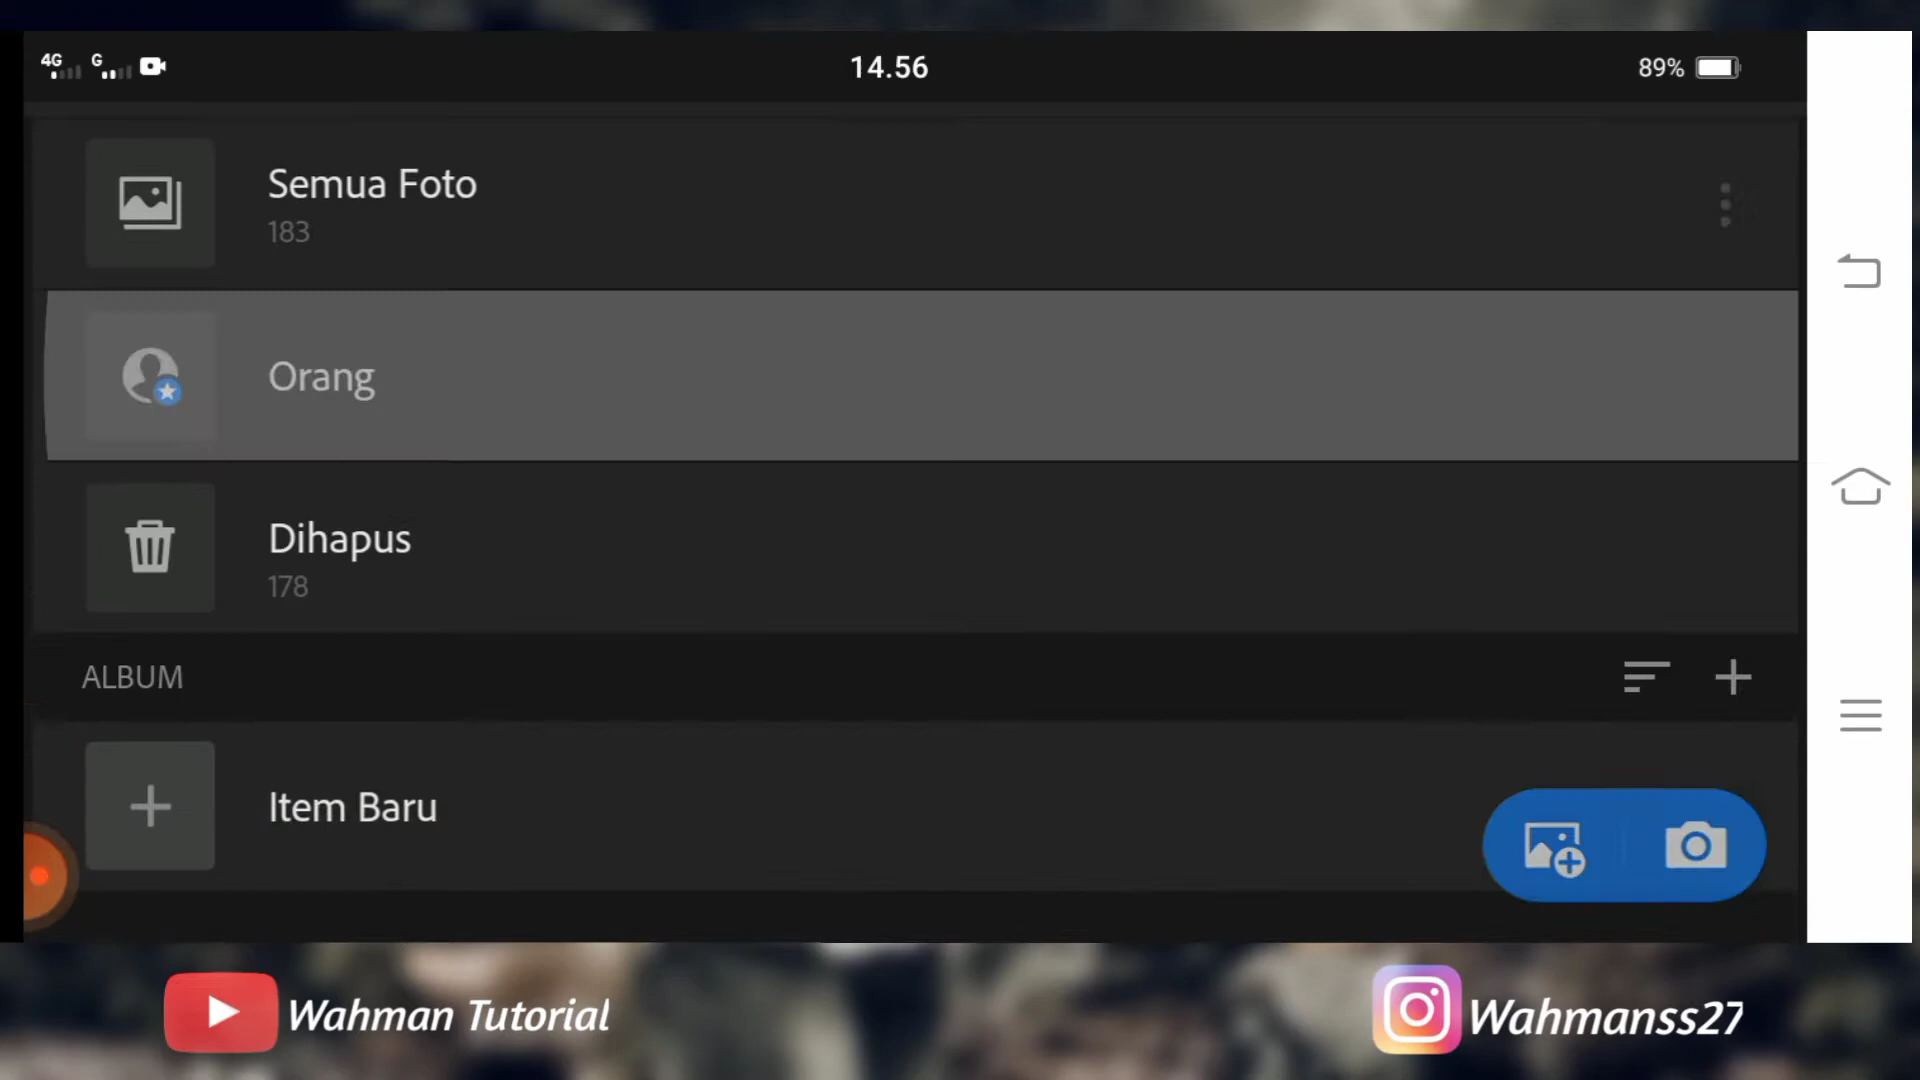 4G G 14.56 89%
Semua Foto
183
Orang
Dihapus
178
ALBUM
Item Baru
Wahman Tutorial Wahmanss27